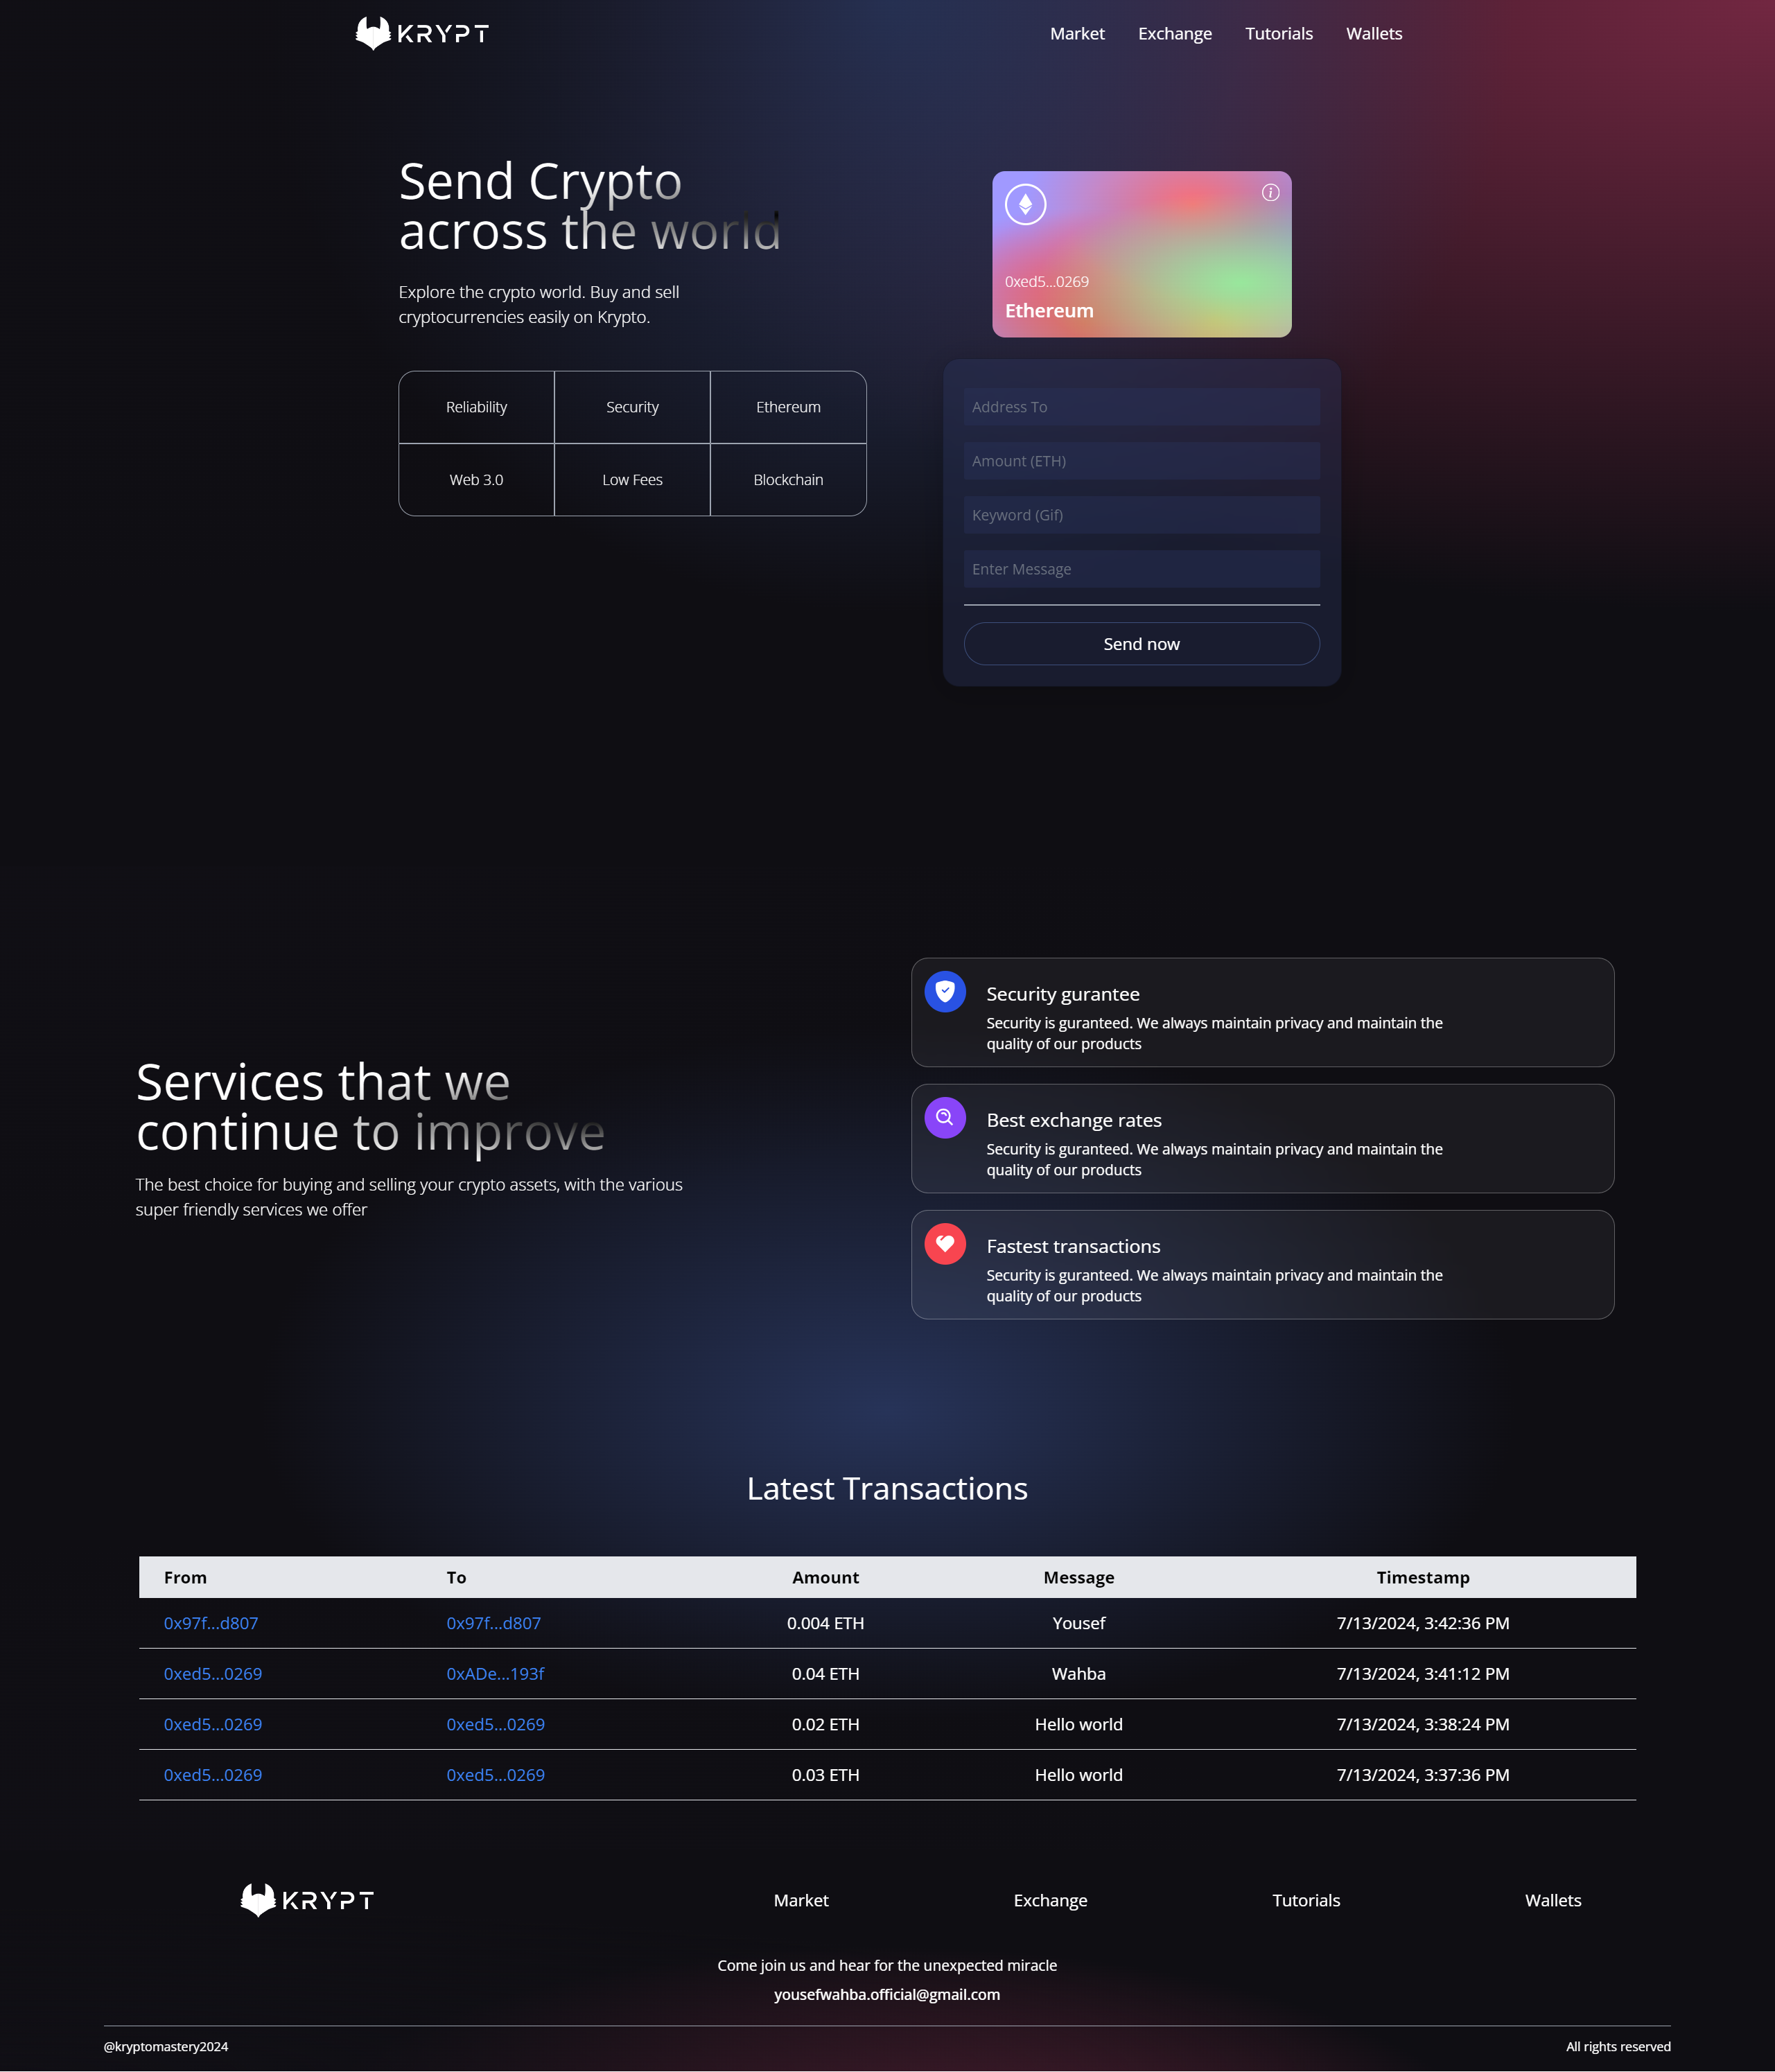 KRYPT
Market Exchange Tutorials Wallets
Send Crypto
across the world
Explore the crypto world. Buy and sell
cryptocurrencies easily on Krypto.
Reliability Security Ethereum
Web 3.0 Low Fees Blockchain
0xed5...0269
Ethereum
Address To
Amount (ETH)
Keyword (Gif)
Enter Message
Send now
Services that we
continue to improve
The best choice for buying and selling your crypto assets, with the various
super friendly services we offer
Security gurantee
Security is guranteed. We always maintain privacy and maintain the
quality of our products
Best exchange rates
Security is guranteed. We always maintain privacy and maintain the
quality of our products
Fastest transactions
Security is guranteed. We always maintain privacy and maintain the
quality of our products
Latest Transactions
From To Amount Message Timestamp
0x97f...d807 0x97f...d807 0.004 ETH Yousef 7/13/2024, 3:42:36 PM
0xed5...0269 0xADe...193f 0.04 ETH Wahba 7/13/2024, 3:41:12 PM
0xed5...0269 0xed5...0269 0.02 ETH Hello world 7/13/2024, 3:38:24 PM
0xed5...0269 0xed5...0269 0.03 ETH Hello world 7/13/2024, 3:37:36 PM
KRYPT
Market Exchange Tutorials Wallets
Come join us and hear for the unexpected miracle
yousefwahba.official@gmail.com
@kryptomastery2024 All rights reserved